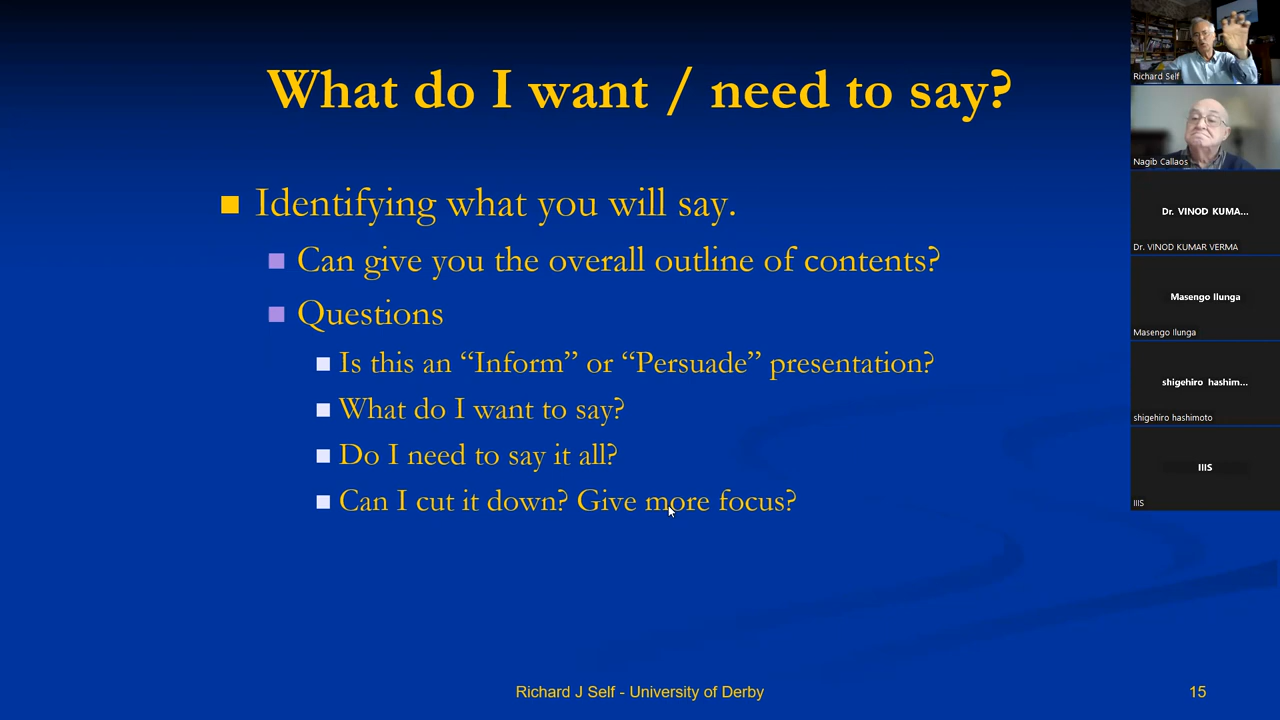 What do I want / need to say?
Identifying what you will say.
Can give you the overall outline of contents?
Questions
Is this an “Inform” or “Persuade” presentation?
What do I want to say?
Do I need to say it all?
Can I cut it down? Give more focus?
Richard J Self - University of Derby
15
Richard Self
Nagib Callaos
Dr. VINOD KUMA...
Dr. VINOD KUMAR VERMA
Masengo Ilunga
Masengo Ilunga
shigehiro hashim...
shigehiro hashimoto
IIIS
IIIS